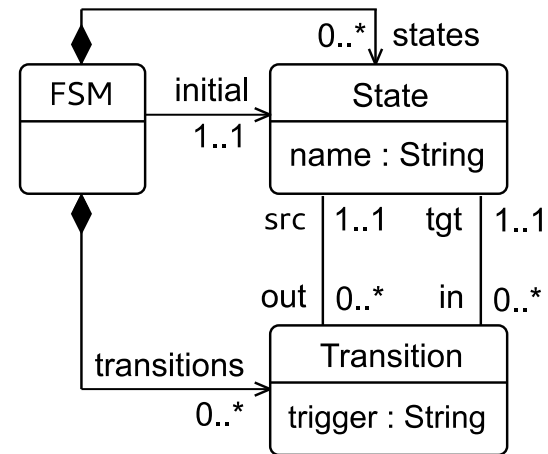 0..* states
FSM
initial
1..1
State
name : String
src 1..1 tgt 1..1
out 0..* in 0..*
transitions
0..*
Transition
trigger : String